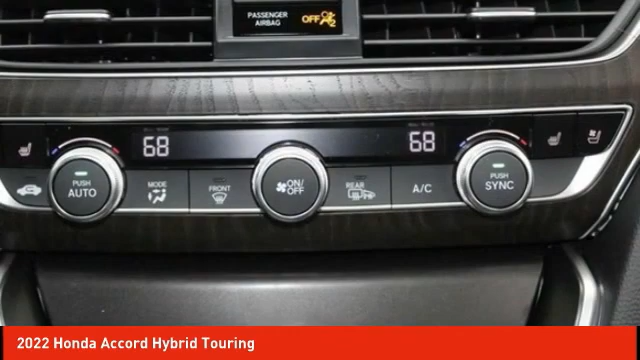 PASSENGER
AIRBAG
OFF
2
68
68
PUSH
AUTO
MODE
FRONT
ON/
OFF
REAR
A/C
PUSH
SYNC
2022 Honda Accord Hybrid Touring